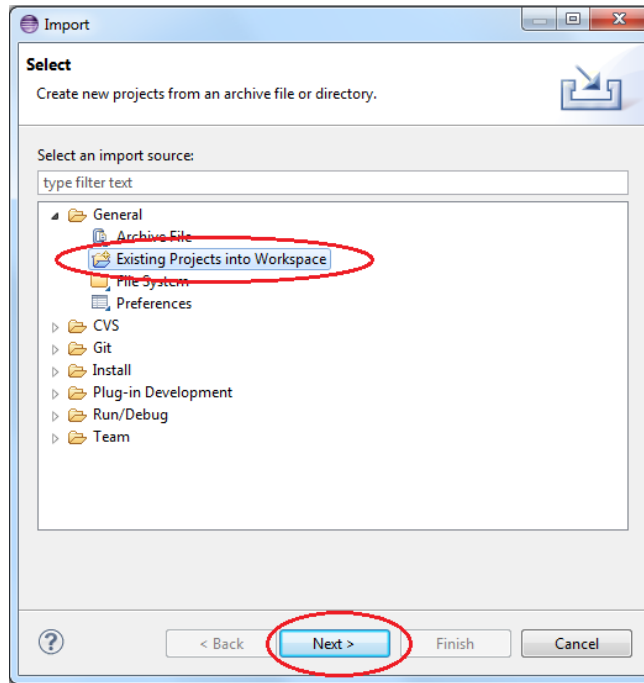 Import
Select
Create new projects from an archive file or directory.
Select an import source:
type filter text
General
Archive File
Existing Projects into Workspace
File System
Preferences
CVS
Git
Install
Plug-in Development
Run/Debug
Team
? < Back Next > Finish Cancel